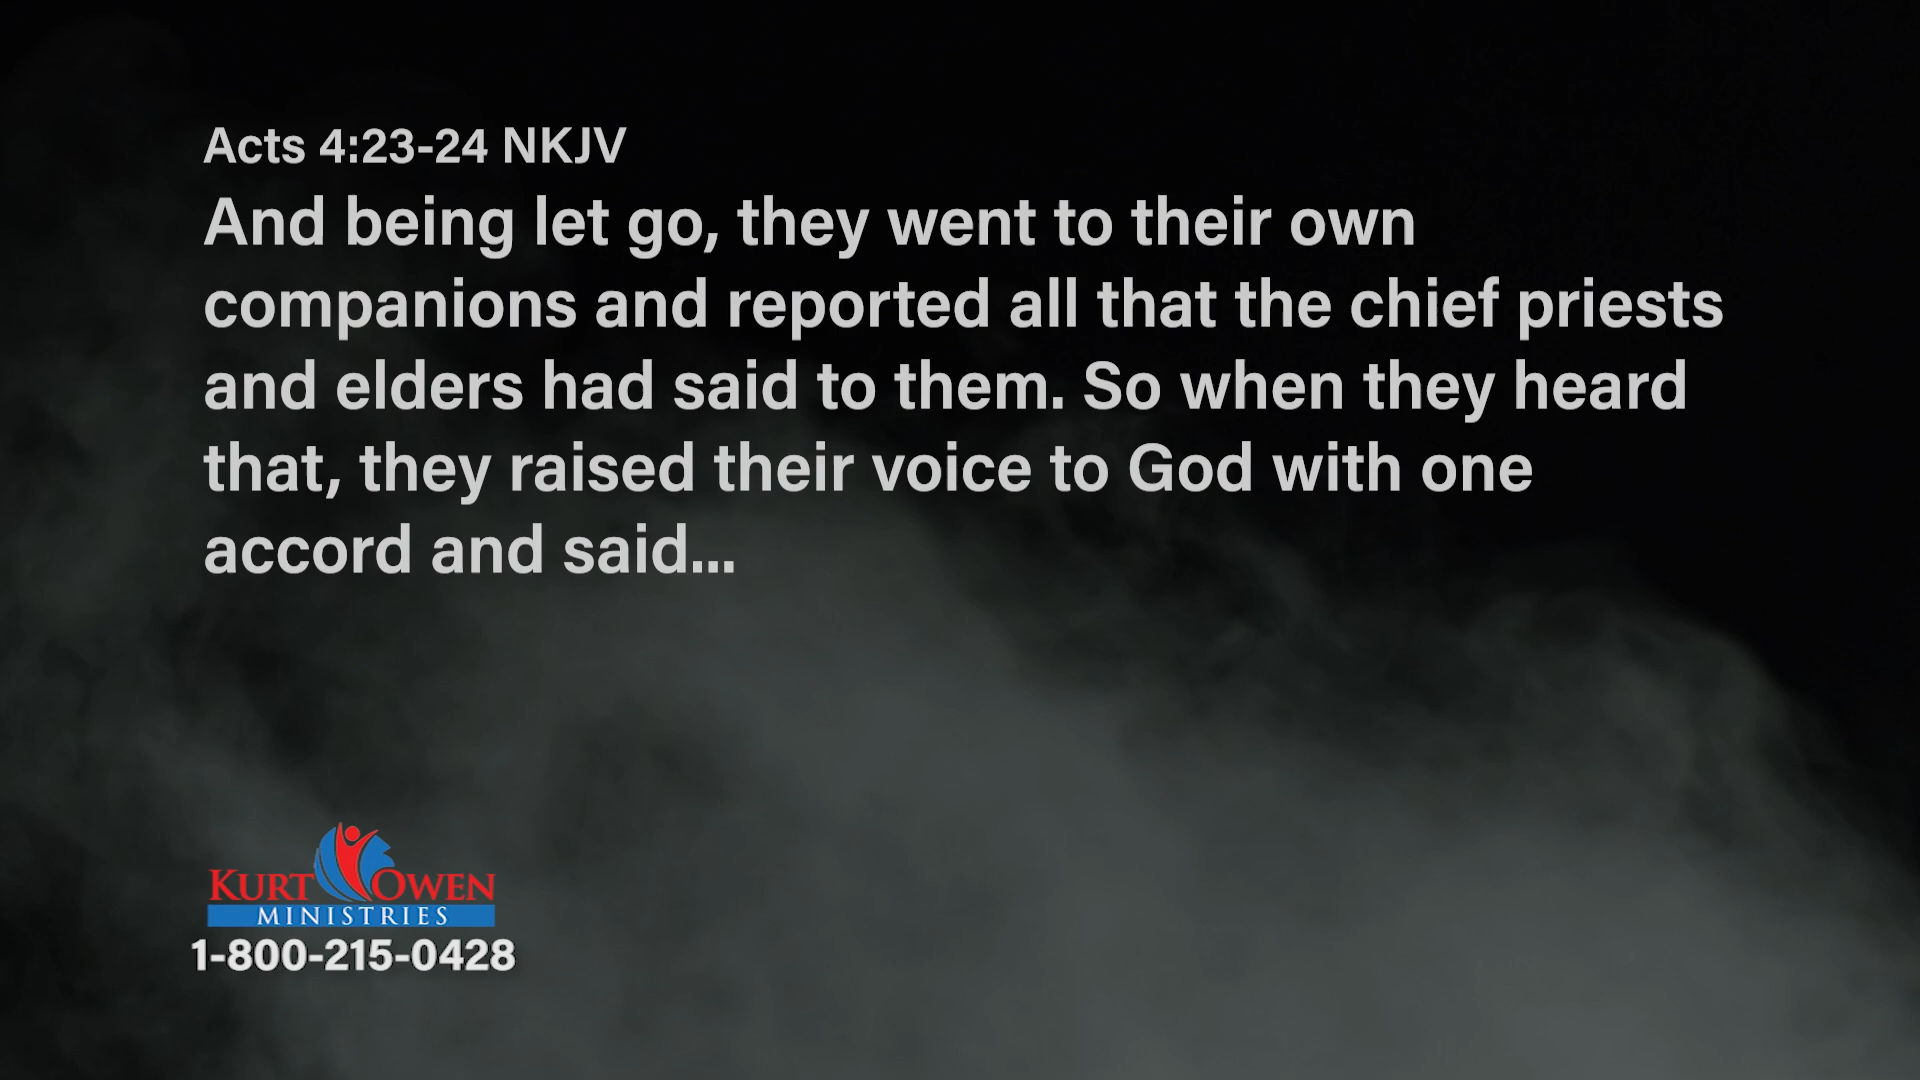 Acts 4:23-24 NKJV
And being let go, they went to their own
companions and reported all that the chief priests
and elders had said to them. So when they heard
that, they raised their voice to God with one
accord and said...
KURT OWEN
MINISTRIES
1-800-215-0428